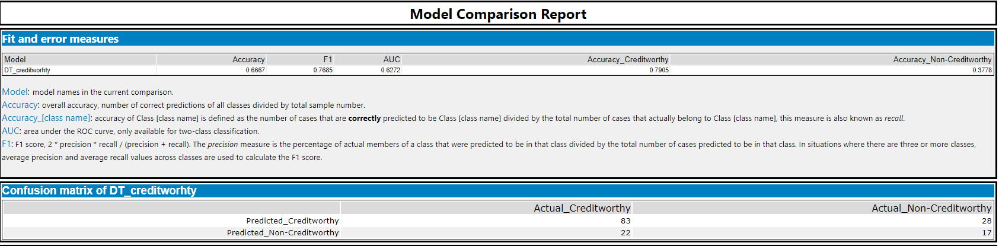 Model Comparison Report
Fit and error measures
Model Accuracy F1 AUC Accuracy_Creditworthy Accuracy_Non-Creditworthy
DT_creditworhty 0.6667 0.7685 0.6272 0.7905 0.3778
Model: model names in the current comparison.
Accuracy: overall accuracy, number of correct predictions of all classes divided by total sample number.
Accuracy_[class name]: accuracy of Class [class name] is defined as the number of cases that are correctly predicted to be Class [class name] divided by the total number of cases that actually belong to Class [class name], this measure is also known as recall.
AUC: area under the ROC curve, only available for two-class classification.
F1: F1 score, 2 * precision * recall / (precision + recall). The precision measure is the percentage of actual members of a class that were predicted to be in that class divided by the total number of cases predicted to be in that class. In situations where there are three or more classes,
average precision and average recall values across classes are used to calculate the F1 score.
Confusion matrix of DT_creditworhty
Actual_Creditworthy Actual_Non-Creditworthy
Predicted_Creditworthy 83 28
Predicted_Non-Creditworthy 22 17